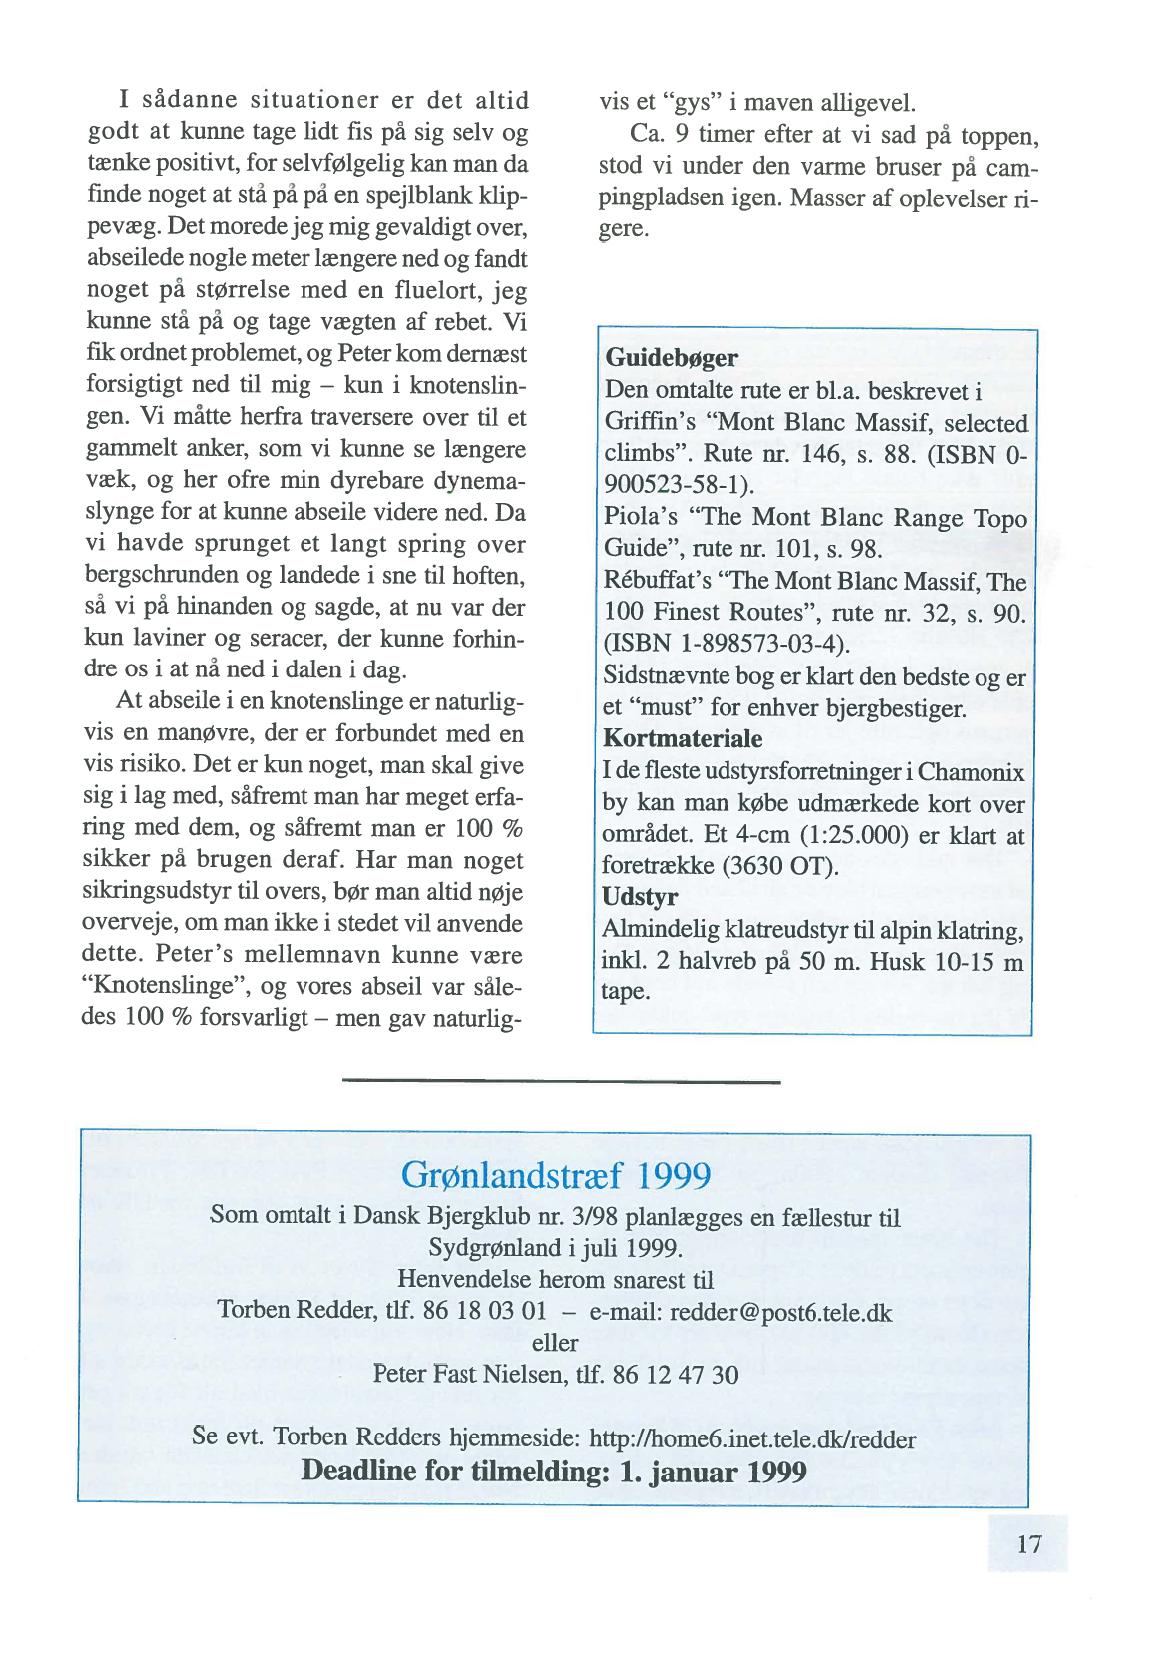 I sådanne situationer er det altid
godt at kunne tage lidt fis på sig selv og
tænke positivt, for selvfølgelig kan man da
finde noget at stå på på en spejlblank klip-
pevæg. Det morede jeg mig gevaldigt over,
abseilede nogle meter længere ned og fandt
noget på størrelse med en fluelort, jeg
kunne stå på og tage vægten af rebet. Vi
fik ordnet problemet, og Peter kom dernæst
forsigtigt ned til mig – kun i knotenslin-
gen. Vi måtte herfra traversere over til et
gammelt anker, som vi kunne se længere
væk, og her ofre min dyrebare dynema-
slynge for at kunne abseile videre ned. Da
vi havde sprunget et langt spring over
bergschrunden og landede i sne til hoften,
så vi på hinanden og sagde, at nu var der
kun laviner og seracer, der kunne forhin-
dre os i at nå ned i dalen i dag.
At abseile i en knotenslinge er naturlig-
vis en manøvre, der er forbundet med en
vis risiko. Det er kun noget, man skal give
sig i lag med, såfremt man har meget erfa-
ring med dem, og såfremt man er 100 %
sikker på brugen deraf. Har man noget
sikringsudstyr til overs, bør man altid nøje
overveje, om man ikke i stedet vil anvende
dette. Peter's mellemnavn kunne være
“Knotenslinge”, og vores abseil var såle-
des 100 % forsvarligt – men gav naturlig-
vis et “gys” i maven alligevel.
Ca. 9 timer efter at vi sad på toppen,
stod vi under den varme bruser på cam-
pingpladsen igen. Masser af oplevelser ri-
gere.
Guidebøger
Den omtalte rute er bl.a. beskrevet i
Griffin's “Mont Blanc Massif, selected
climbs”. Rute nr. 146, s. 88. (ISBN 0-
900523-58-1).
Piola's “The Mont Blanc Range Topo
Guide”, rute nr. 101, s. 98.
Rébuffat's “The Mont Blanc Massif, The
100 Finest Routes”, rute nr. 32, s. 90.
(ISBN 1-898573-03-4).
Sidstnævnte bog er klart den bedste og er
et “must” for enhver bjergbestiger.
Kortmateriale
I de fleste udstyrsforretninger i Chamonix
by kan man købe udmærkede kort over
området. Et 4-cm (1:25.000) er klart at
foretrække (3630 OT).
Udstyr
Almindelig klatreudstyr til alpin klatring,
inkl. 2 halvreb på 50 m. Husk 10-15 m
tape.
Grønlandstræf 1999
Som omtalt i Dansk Bjergklub nr. 3/98 planlægges en fællestur til
Sydgrønland i juli 1999.
Henvendelse herom snarest til
Torben Redder, tlf. 86 18 03 01 – e-mail: redder@post6.tele.dk
eller
Peter Fast Nielsen, tlf. 86 12 47 30
Se evt. Torben Redders hjemmeside: http://home6.inet.tele.dk/redder
Deadline for tilmelding: 1. januar 1999
17